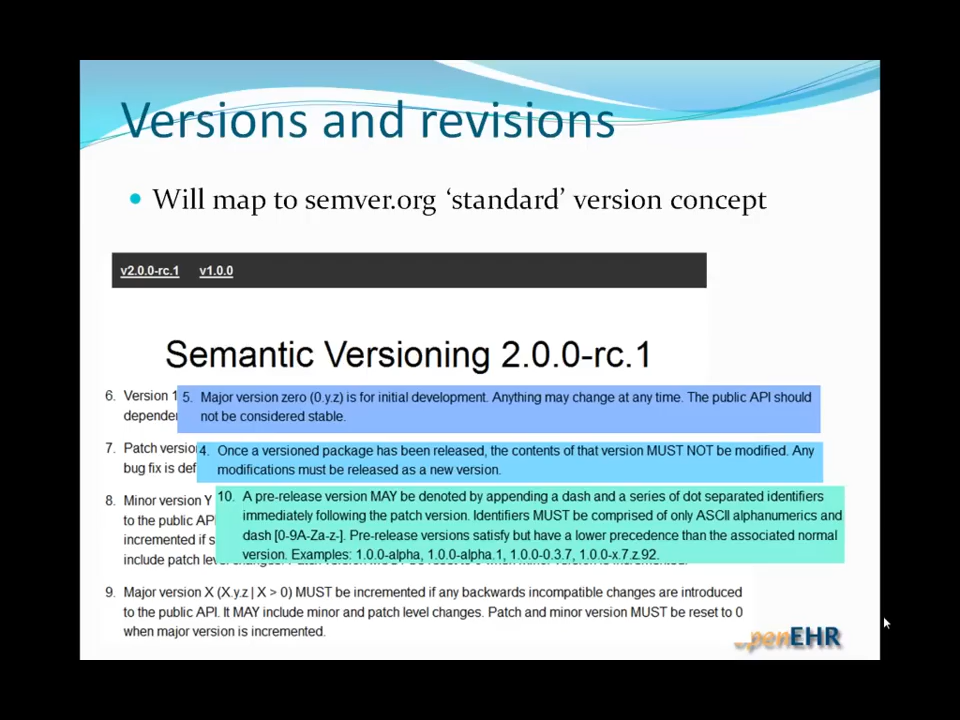 Versions and revisions
Will map to semver.org ‘standard’ version concept
v2.0.0-rc.1 v1.0.0
Semantic Versioning 2.0.0-rc.1
6. Version 1
depende
5. Major version zero (0.y.z) is for initial development. Anything may change at any time. The public API should
not be considered stable.
7. Patch versio
bug fix is def
4. Once a versioned package has been released, the contents of that version MUST NOT be modified. Any
modifications must be released as a new version.
8. Minor version Y
to the public AP
incremented if s
include patch le
10. A pre-release version MAY be denoted by appending a dash and a series of dot separated identifiers
immediately following the patch version. Identifiers MUST be comprised of only ASCII alphanumerics and
dash [0-9A-Za-z-]. Pre-release versions satisfy but have a lower precedence than the associated normal
version. Examples: 1.0.0-alpha, 1.0.0-alpha.1, 1.0.0-0.3.7, 1.0.0-x.7.z.92.
9. Major version X (X.y.z | X > 0) MUST be incremented if any backwards incompatible changes are introduced
to the public API. It MAY include minor and patch level changes. Patch and minor version MUST be reset to 0
when major version is incremented.
openEHR